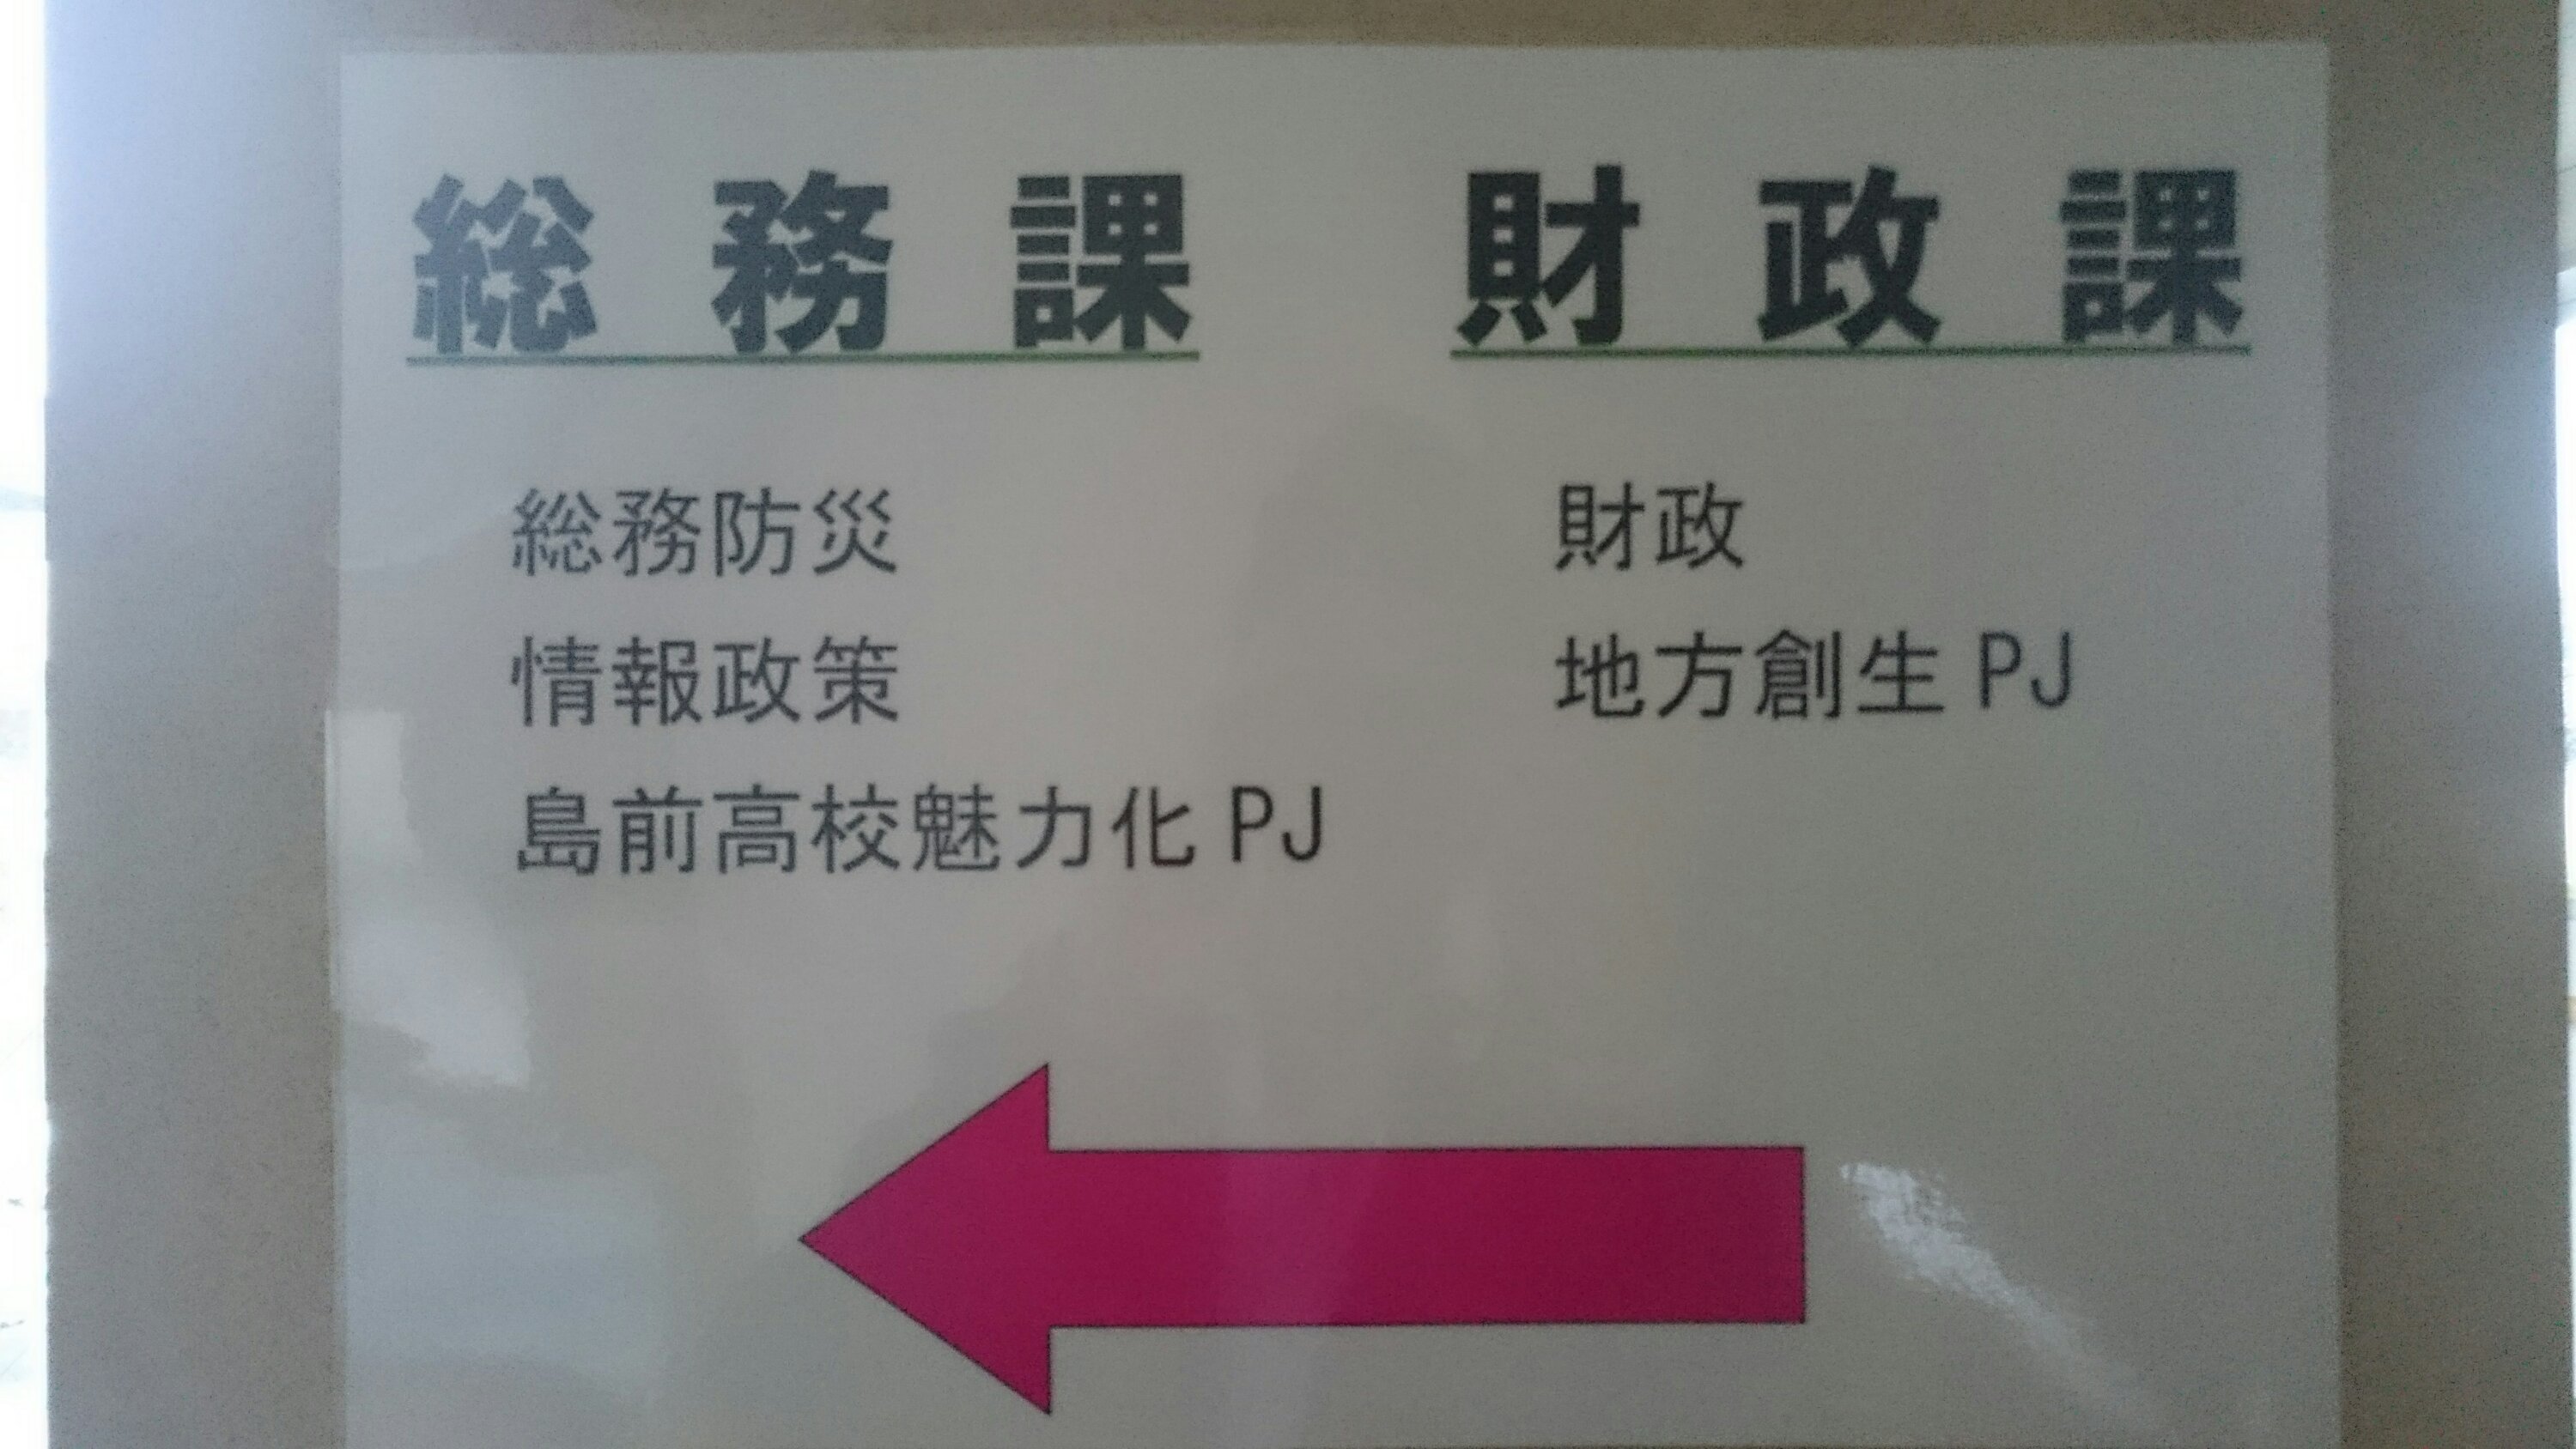 総務課
総務防災
情報政策
島前高校魅力化 PJ
財政課
財政
地方創生 PJ